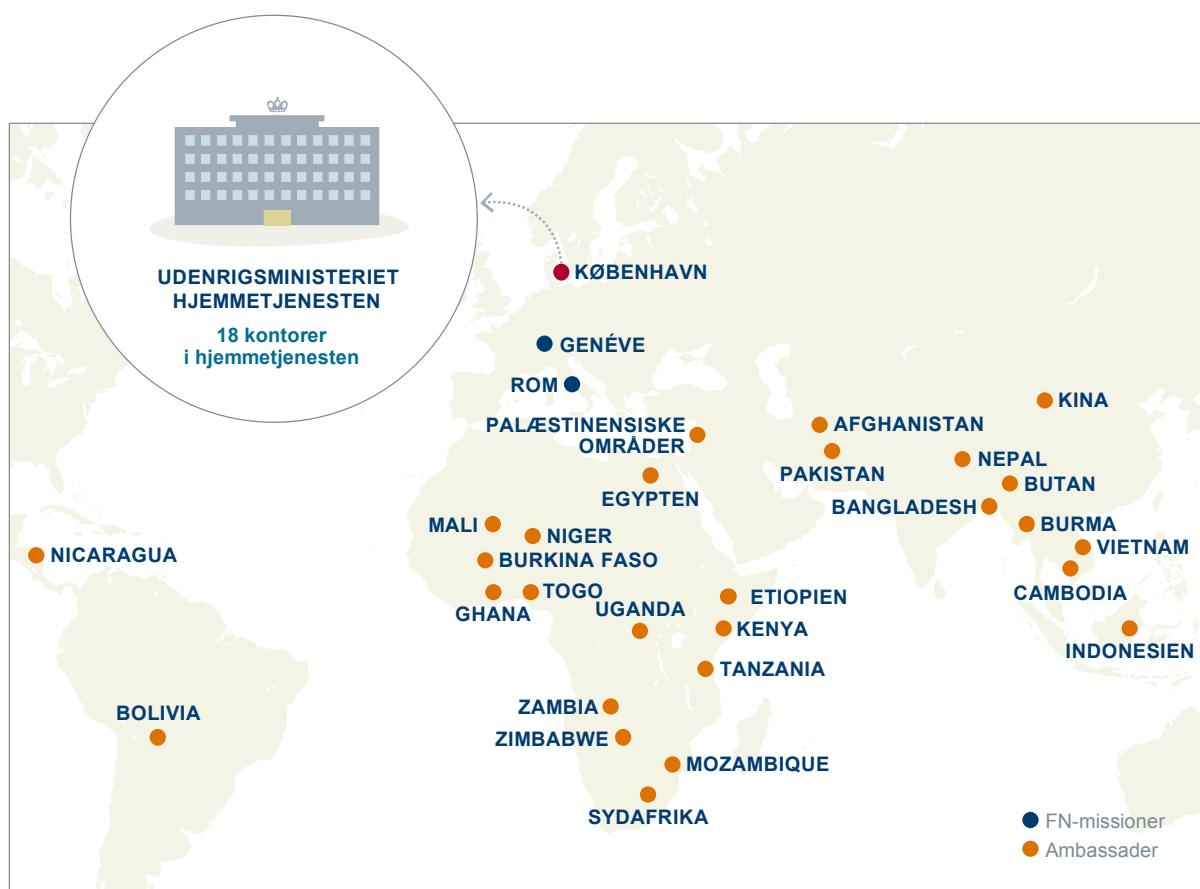 UDENRIGSMINISTERIET
HJEMMETJENESTEN
18 kontorer
i hjemmetjenesten
KØBENHAVN
GENÉVE
ROM
KINA
PALÆSTINENSISKE
OMRÅDER
AFGHANISTAN
PAKISTAN
NEPAL
EGYPTEN
BUTAN
BANGLADESH
MALI
NIGER
BURMA
NICARAGUA
BURKINA FASO
VIETNAM
GHANA
TOGO
UGANDA
ETIOPIEN
CAMBODIA
KENYA
INDONESIEN
TANZANIA
BOLIVIA
ZAMBIA
ZIMBABWE
MOZAMBIQUE
SYDAFRIKA
FN-missioner
Ambassader